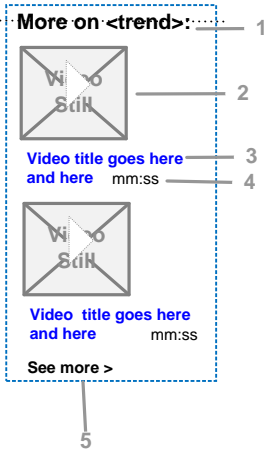 More on <trend>:
1
Video
Still
2
Video title goes here
3
and here mm:ss
4
Video
Still
Video title goes here
and here mm:ss
See more >
5